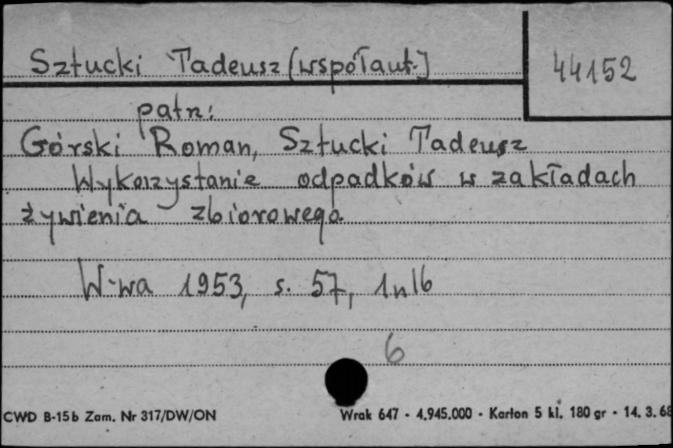 Sztucki Tadeusz (współaut.]
44152
patrz:
Górski Roman, Sztucki Tadeusz
Wykorzystanie odpadków w zakładach
żywienia zbiorowego
W-wa 1953, s. 57, 1nlb
6
CWD B-15b Zam. Nr 317/DW/ON
Wrak 647 - 4.945.000 - Karton 5 kl. 180 gr - 14. 3. 68